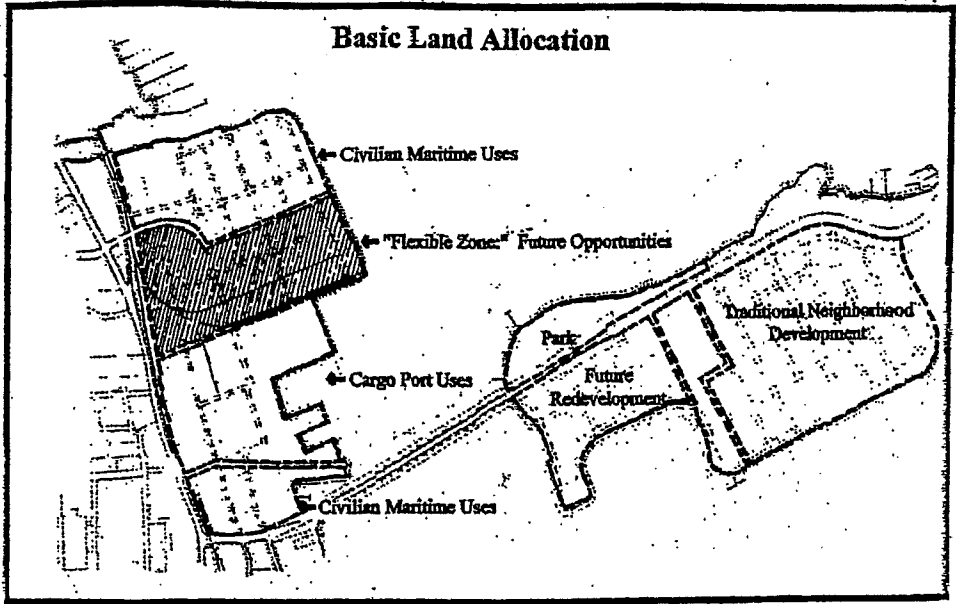 Basic Land Allocation
Civilian Maritime Uses
"Flexible Zone:" Future Opportunities
Traditional Neighborhood
Development
Park
Future
Redevelopment
Cargo Port Uses
Civilian Maritime Uses